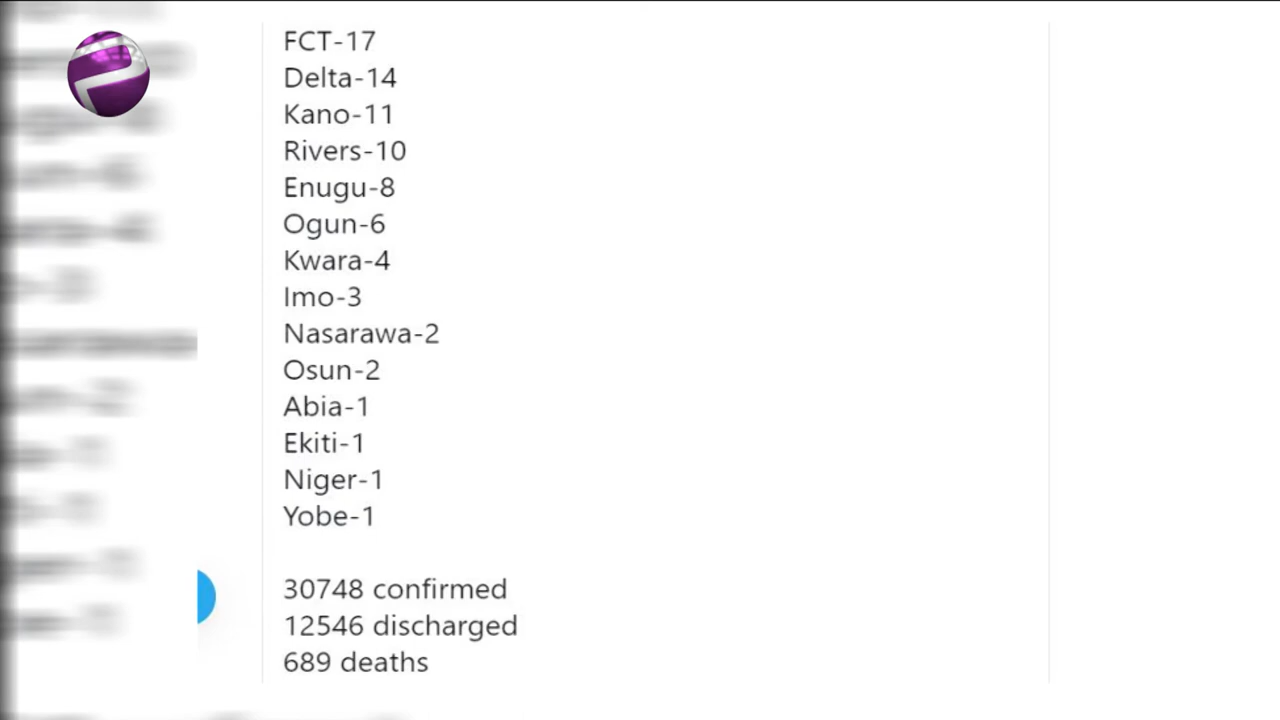 FCT-17
Delta-14
Kano-11
Rivers-10
Enugu-8
Ogun-6
Kwara-4
Imo-3
Nasarawa-2
Osun-2
Abia-1
Ekiti-1
Niger-1
Yobe-1
30748 confirmed
12546 discharged
689 deaths